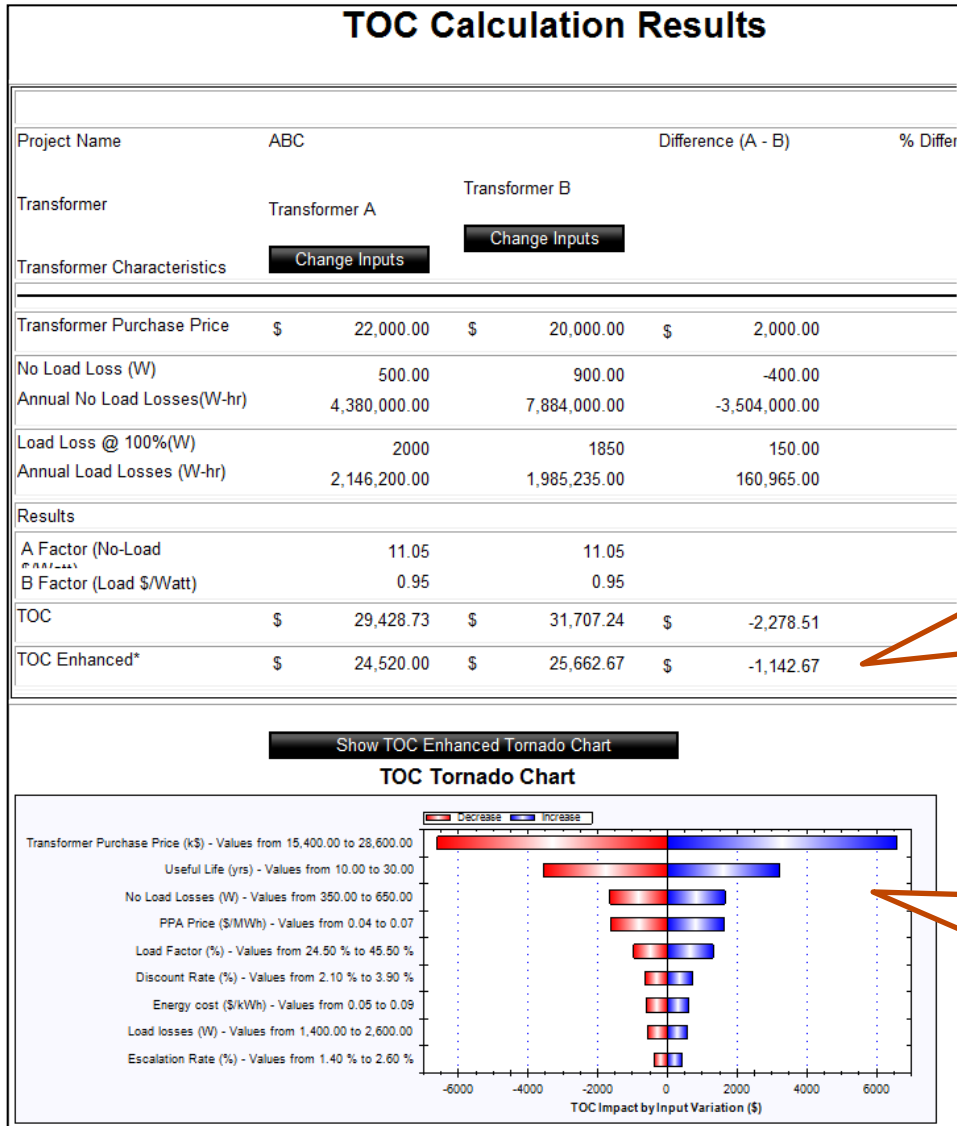 TOC Calculation Results
Project Name ABC Difference (A - B) % Differ
Transformer Transformer A Transformer B
Transformer Characteristics Change Inputs Change Inputs
Transformer Purchase Price $ 22,000.00 $ 20,000.00 $ 2,000.00
No Load Loss (W) 500.00 900.00 -400.00
Annual No Load Losses(W-hr) 4,380,000.00 7,884,000.00 -3,504,000.00
Load Loss @ 100%(W) 2000 1850 150.00
Annual Load Losses (W-hr) 2,146,200.00 1,985,235.00 160,965.00
Results
A Factor (No-Load 11.05 11.05
B Factor (Load $/Watt) 0.95 0.95
TOC $ 29,428.73 $ 31,707.24 $ -2,278.51
TOC Enhanced* $ 24,520.00 $ 25,662.67 $ -1,142.67
Show TOC Enhanced Tornado Chart
TOC Tornado Chart
Decrease Increase
Transformer Purchase Price (k$) - Values from 15,400.00 to 28,600.00
Useful Life (yrs) - Values from 10.00 to 30.00
No Load Losses (W) - Values from 350.00 to 650.00
PPA Price ($/MWh) - Values from 0.04 to 0.07
Load Factor (%) - Values from 24.50 % to 45.50 %
Discount Rate (%) - Values from 2.10 % to 3.90 %
Energy cost ($/kWh) - Values from 0.05 to 0.09
Load losses (W) - Values from 1,400.00 to 2,600.00
Escalation Rate (%) - Values from 1.40 % to 2.60 %
-6000 -4000 -2000 0 2000 4000 6000
TOC Impact by Input Variation ($)